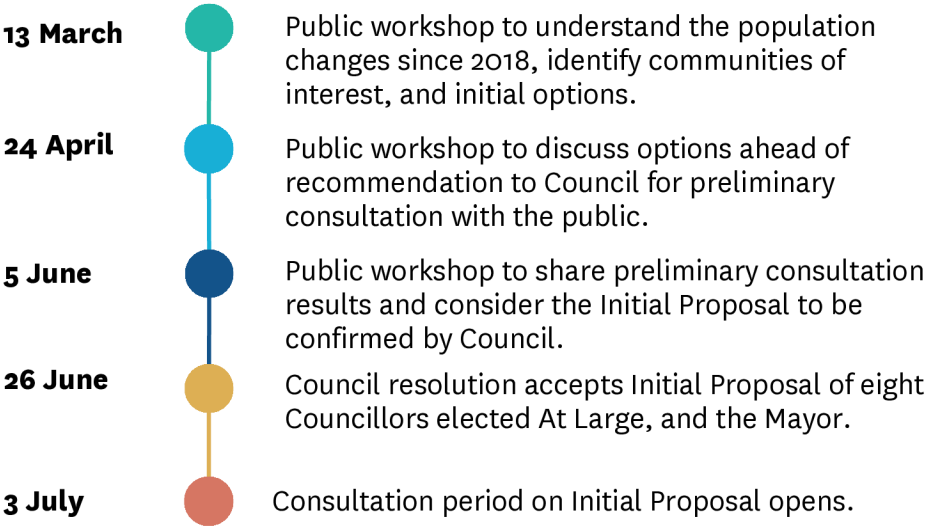 13 March
Public workshop to understand the population
changes since 2018, identify communities of
interest, and initial options.
24 April
Public workshop to discuss options ahead of
recommendation to Council for preliminary
consultation with the public.
5 June
Public workshop to share preliminary consultation
results and consider the Initial Proposal to be
confirmed by Council.
26 June
Council resolution accepts Initial Proposal of eight
Councillors elected At Large, and the Mayor.
3 July
Consultation period on Initial Proposal opens.